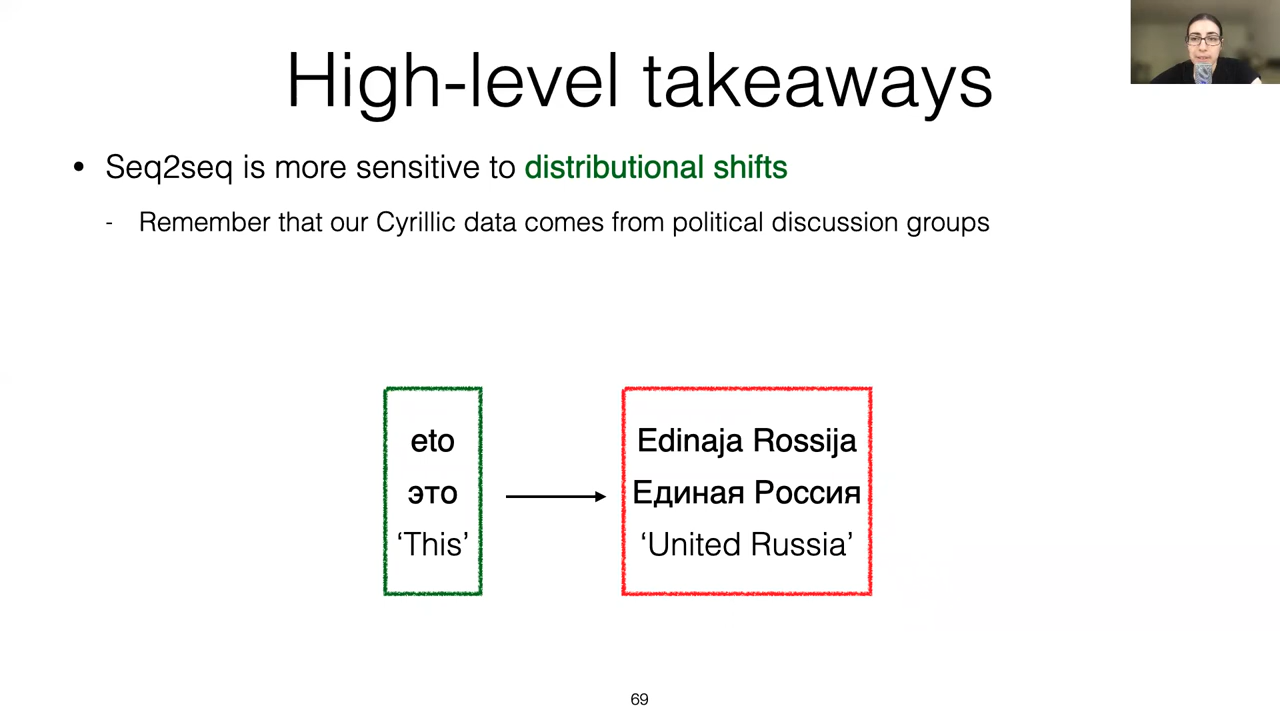 High-level takeaways
• Seq2seq is more sensitive to distributional shifts
- Remember that our Cyrillic data comes from political discussion groups
eto
это
‘This’
Edinaja Rossija
Единая Россия
‘United Russia’
69